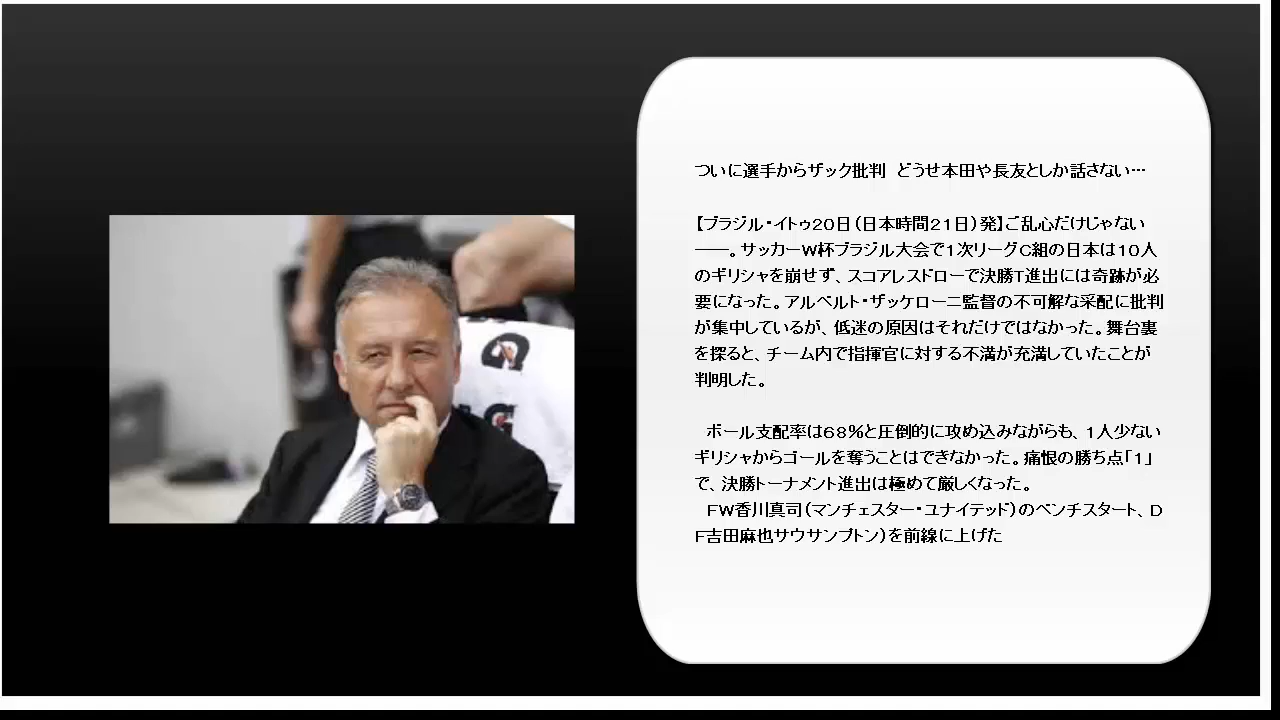 ついに選手からザック批判　どうせ本田や長友としか話さない…
【ブラジル・イトゥ２０日（日本時間２１日）発】ご乱心だけじゃない
――。サッカーＷ杯ブラジル大会で１次リーグＣ組の日本は１０人
のギリシャを崩せず、スコアレスドローで決勝Ｔ進出には奇跡が必
要になった。アルベルト・ザッケローニ監督の不可解な采配に批判
が集中しているが、低迷の原因はそれだけではなかった。舞台裏
を探ると、チーム内で指揮官に対する不満が充満していたことが
判明した。
　ボール支配率は６８％と圧倒的に攻め込みながらも、１人少ない
ギリシャからゴールを奪うことはできなかった。痛恨の勝ち点「１」
で、決勝トーナメント進出は極めて厳しくなった。
　ＦＷ香川真司（マンチェスター・ユナイテッド）のベンチスタート、Ｄ
Ｆ吉田麻也サウサンプトン）を前線に上げた
G
G